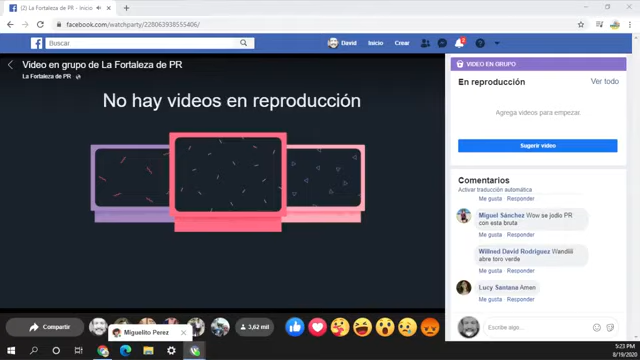 (2) La Fortaleza de PR - Inicio
facebook.com/watchparty/228063938555406/
Buscar
David
Inicio
Crear
Video en grupo de La Fortaleza de PR
La Fortaleza de PR
No hay videos en reproducción
VIDEO EN GRUPO
En reproducción
Ver todo
Agrega videos para empezar.
Sugerir video
Comentarios
Activar traducción automática
Me gusta · Responder
Miguel Sánchez Wow se jodio PR
con esta bruta
Me gusta · Responder
Willned David Rodriguez Wandiiii
abre toro verde
Me gusta · Responder
Lucy Santana Amen
Me gusta · Responder
Escribe algo...
Compartir
3,62 mil
Miguelito Perez
5:23 PM
8/19/2020